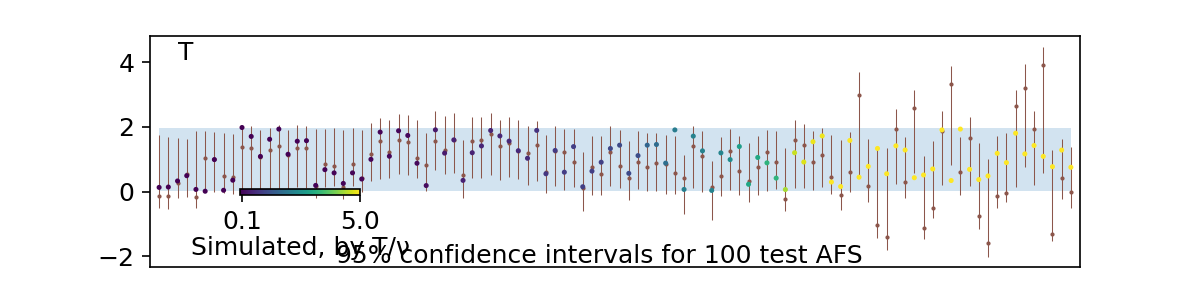 T
4
2
0
−2
0.1 5.0
Simulated, by T/ν
95% confidence intervals for 100 test AFS